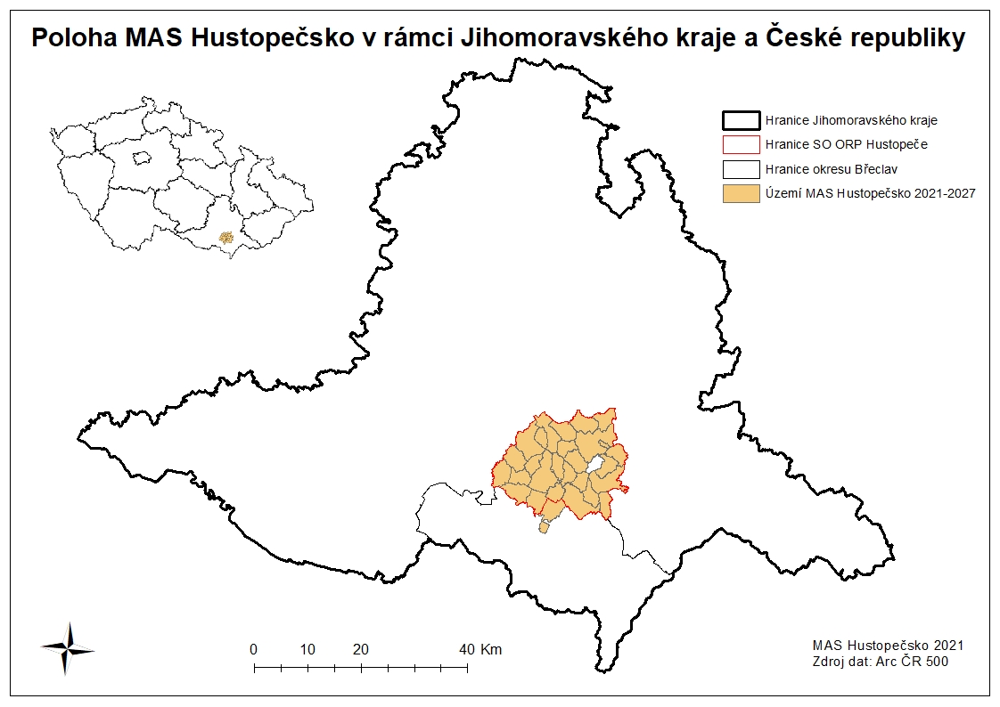 Poloha MAS Hustopečsko v rámci Jihomoravského kraje a České republiky
Hranice Jihomoravského kraje
Hranice SO ORP Hustopeče
Hranice okresu Břeclav
Území MAS Hustopečsko 2021-2027
0 10 20 40 Km
MAS Hustopečsko 2021
Zdroj dat: Arc ČR 500